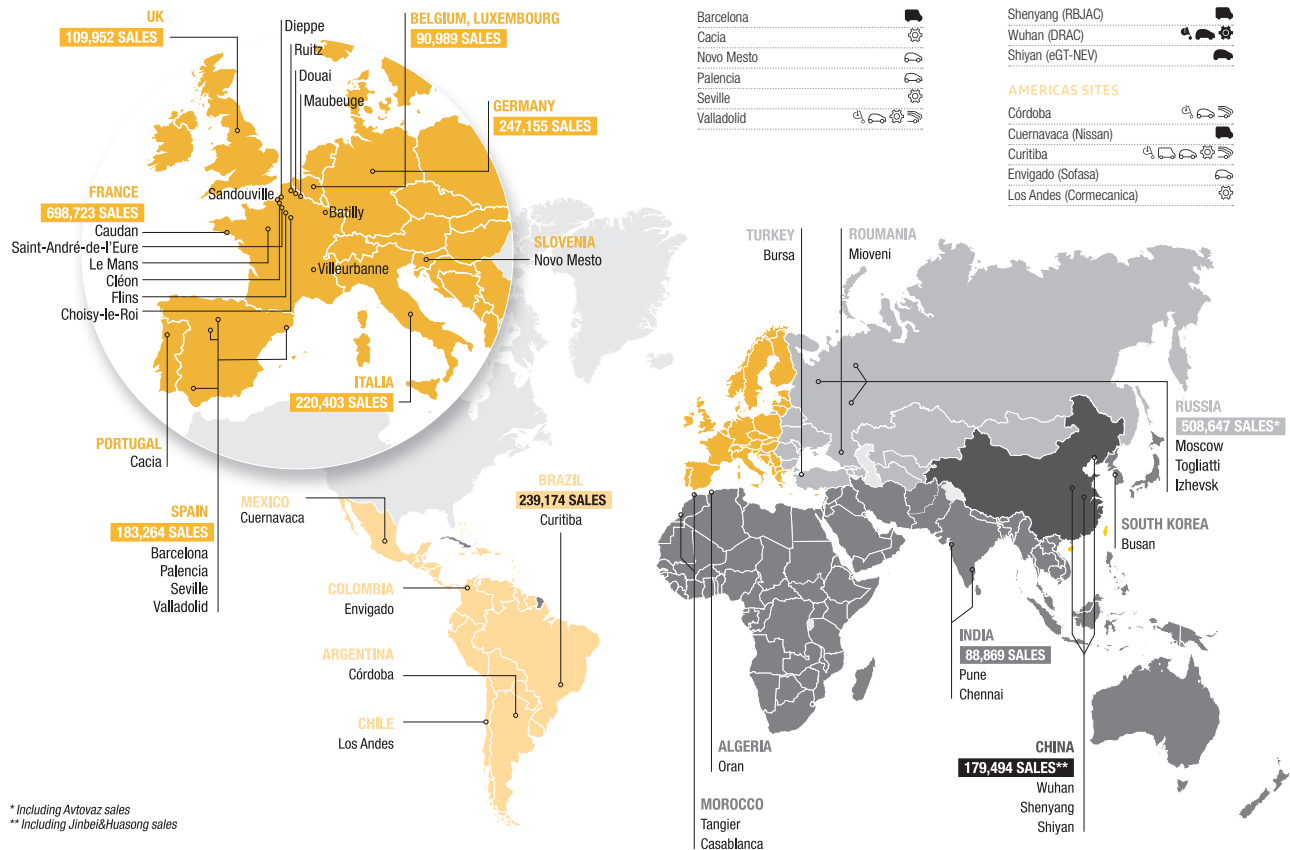 UK
109,952 SALES
Dieppe
Ruitz
Douai
Maubeuge
BELGIUM, LUXEMBOURG
90,989 SALES
GERMANY
247,155 SALES
Sandouville
Batilly
Villeurbanne
FRANCE
698,723 SALES
Caudan
Saint-André-de-l'Eure
Le Mans
Cléon
Flins
Choisy-le-Roi
SLOVENIA
Novo Mesto
ITALIA
220,403 SALES
PORTUGAL
Cacia
SPAIN
183,264 SALES
Barcelona
Palencia
Seville
Valladolid
Barcelona
Cacia
Novo Mesto
Palencia
Seville
Valladolid
Shenyang (RBJAC)
Wuhan (DRAC)
Shiyan (eGT-NEV)
AMERICAS SITES
Córdoba
Cuernavaca (Nissan)
Curitiba
Envigado (Sofasa)
Los Andes (Cormecanica)
TURKEY
Bursa
ROUMANIA
Mioveni
RUSSIA
508,647 SALES*
Moscow
Togliatti
Izhevsk
SOUTH KOREA
Busan
MEXICO
Cuernavaca
BRAZIL
239,174 SALES
Curitiba
COLOMBIA
Envigado
ARGENTINA
Córdoba
CHILE
Los Andes
INDIA
88,869 SALES
Pune
Chennai
ALGERIA
Oran
MOROCCO
Tangier
Casablanca
CHINA
179,494 SALES**
Wuhan
Shenyang
Shiyan
* Including Avtovaz sales
** Including Jinbei&Huasong sales